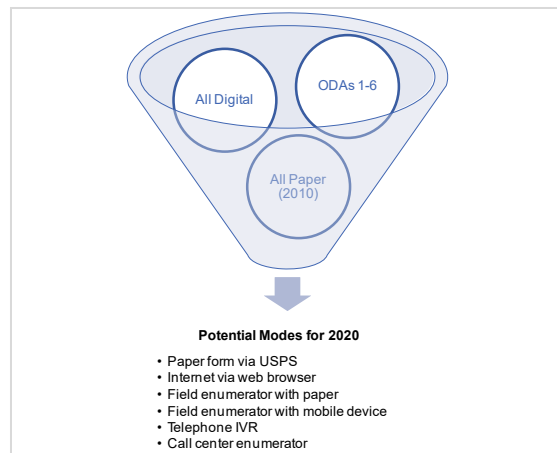 All Digital
ODAs 1-6
All Paper
(2010)
Potential Modes for 2020
• Paper form via USPS
• Internet via web browser
• Field enumerator with paper
• Field enumerator with mobile device
• Telephone IVR
• Call center enumerator